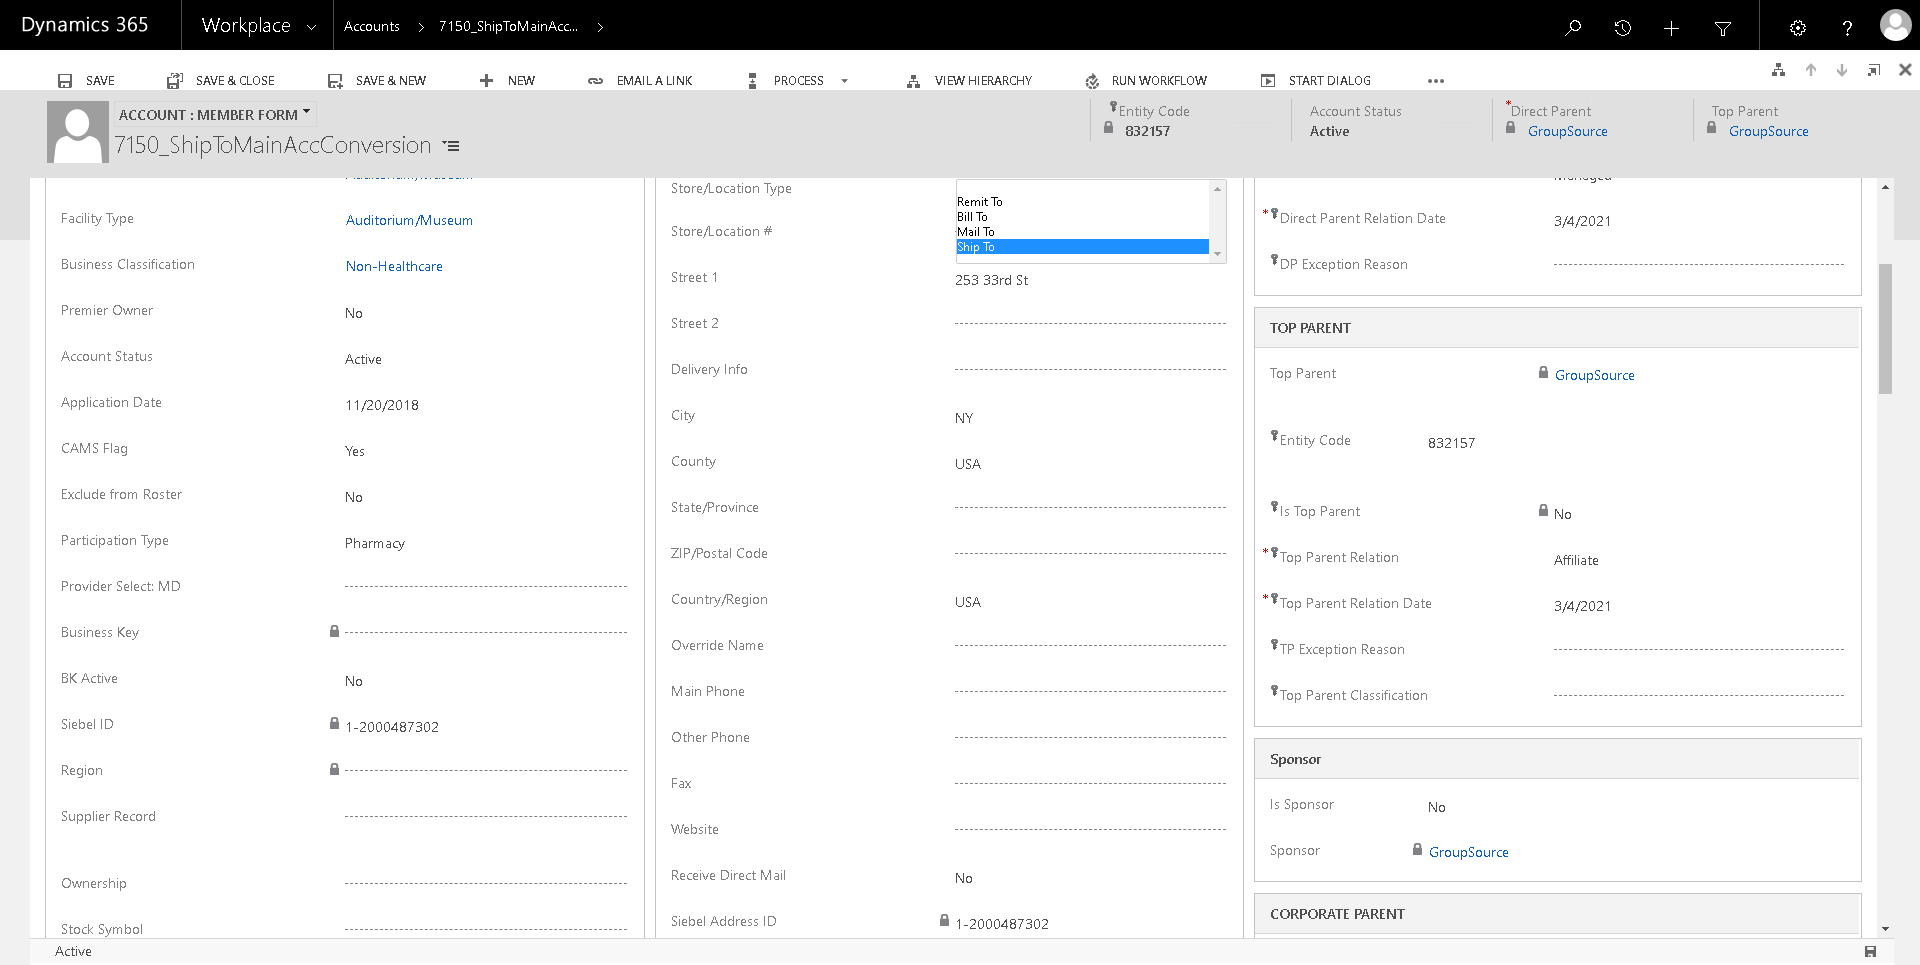 Dynamics 365
Workplace
Accounts
7150_ShipToMainAcc...
SAVE
SAVE & CLOSE
SAVE & NEW
NEW
EMAIL A LINK
PROCESS
VIEW HIERARCHY
RUN WORKFLOW
START DIALOG
...
ACCOUNT : MEMBER FORM
7150_ShipToMainAccConversion
Entity Code
832157
Account Status
Active
*Direct Parent
GroupSource
Top Parent
GroupSource
Auditorium/Museum
Facility Type
Auditorium/Museum
Business Classification
Non-Healthcare
Premier Owner
No
Account Status
Active
Application Date
11/20/2018
CAMS Flag
Yes
Exclude from Roster
No
Participation Type
Pharmacy
Provider Select: MD
Business Key
BK Active
No
Siebel ID
1-2000487302
Region
Supplier Record
Ownership
Stock Symbol
Store/Location Type
Remit To
Bill To
Mail To
Ship To
Store/Location #
Street 1
253 33rd St
Street 2
Delivery Info
City
NY
County
USA
State/Province
ZIP/Postal Code
Country/Region
USA
Override Name
Main Phone
Other Phone
Fax
Website
Receive Direct Mail
No
Siebel Address ID
1-2000487302
Managed
*Direct Parent Relation Date
3/4/2021
DP Exception Reason
TOP PARENT
Top Parent
GroupSource
Entity Code
832157
Is Top Parent
No
*Top Parent Relation
Affiliate
*Top Parent Relation Date
3/4/2021
TP Exception Reason
Top Parent Classification
Sponsor
Is Sponsor
No
Sponsor
GroupSource
CORPORATE PARENT
Active